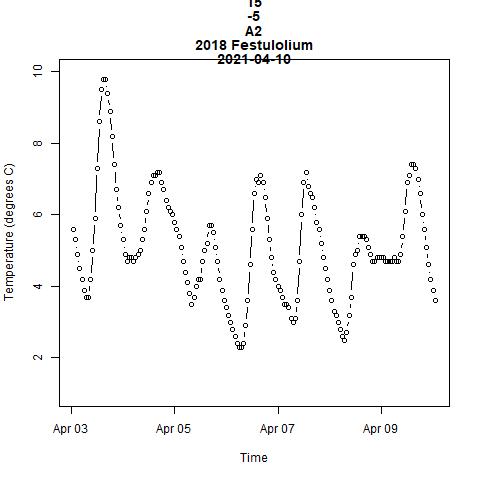 15
-5
A2
2018 Festulolium
2021-04-10
Temperature (degrees C)
10
8
6
4
2
Apr 03
Apr 05
Apr 07
Apr 09
Time